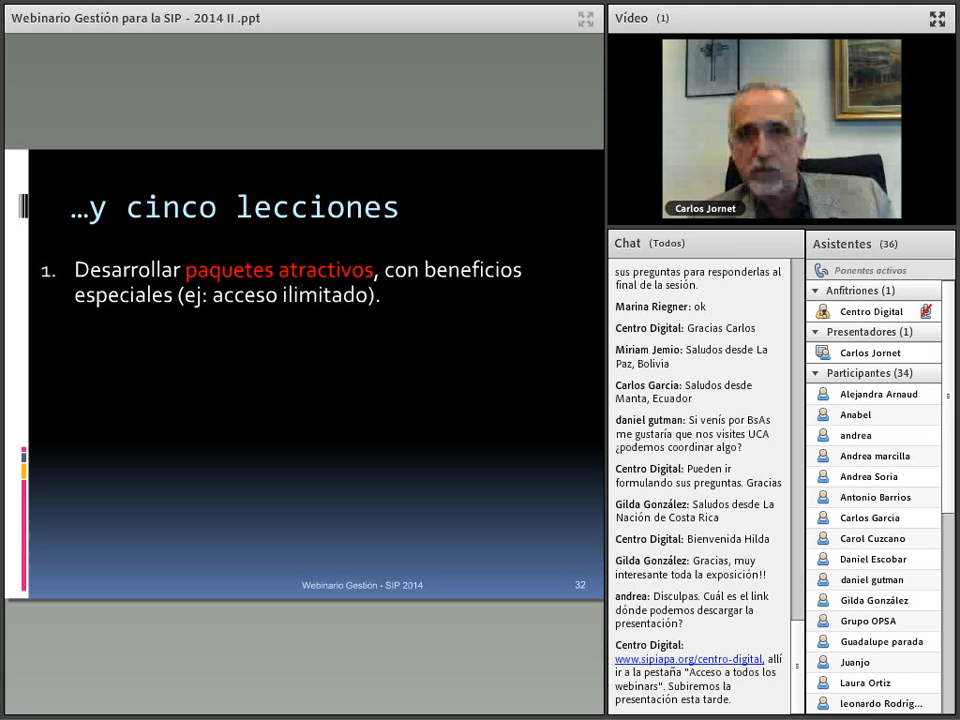 Webinario Gestión para la SIP - 2014 II .ppt
…y cinco lecciones
1. Desarrollar paquetes atractivos, con beneficios
especiales (ej: acceso ilimitado).
Webinario Gestión - SIP 2014
32
Vídeo (1)
Carlos Jornet
Chat (Todos)
sus preguntas para responderlas al
final de la sesión.
Marina Riegner: ok
Centro Digital: Gracias Carlos
Miriam Jemio: Saludos desde La
Paz, Bolivia
Carlos Garcia: Saludos desde
Manta, Ecuador
daniel gutman: Si venís por BsAs
me gustaría que nos visites UCA
¿podemos coordinar algo?
Centro Digital: Pueden ir
formulando sus preguntas. Gracias
Gilda González: Saludos desde La
Nación de Costa Rica
Centro Digital: Bienvenida Hilda
Gilda González: Gracias, muy
interesante toda la exposición!!
andrea: Disculpas. Cuál es el link
dónde podemos descargar la
presentación?
Centro Digital:
www.sipiapa.org/centro-digital, allí
ir a la pestaña "Acceso a todos los
webinars". Subiremos la
presentación esta tarde.
Asistentes (36)
Ponentes activos
Anfitriones (1)
Centro Digital
Presentadores (1)
Carlos Jornet
Participantes (34)
Alejandra Arnaud
Anabel
andrea
Andrea marcilla
Andrea Soria
Antonio Barrios
Carlos Garcia
Carol Cuzcano
Daniel Escobar
daniel gutman
Gilda González
Grupo OPSA
Guadalupe parada
Juanjo
Laura Ortiz
leonardo Rodríg...